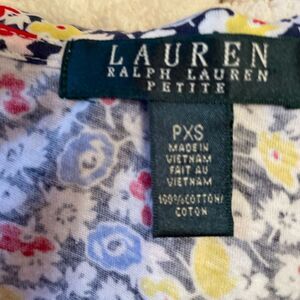 LAUREN
RALPH LAUREN
PETITE
PXS
MADE IN
VIETNAM
FAIT AU
VIETNAM
100%COTTON/
COTON